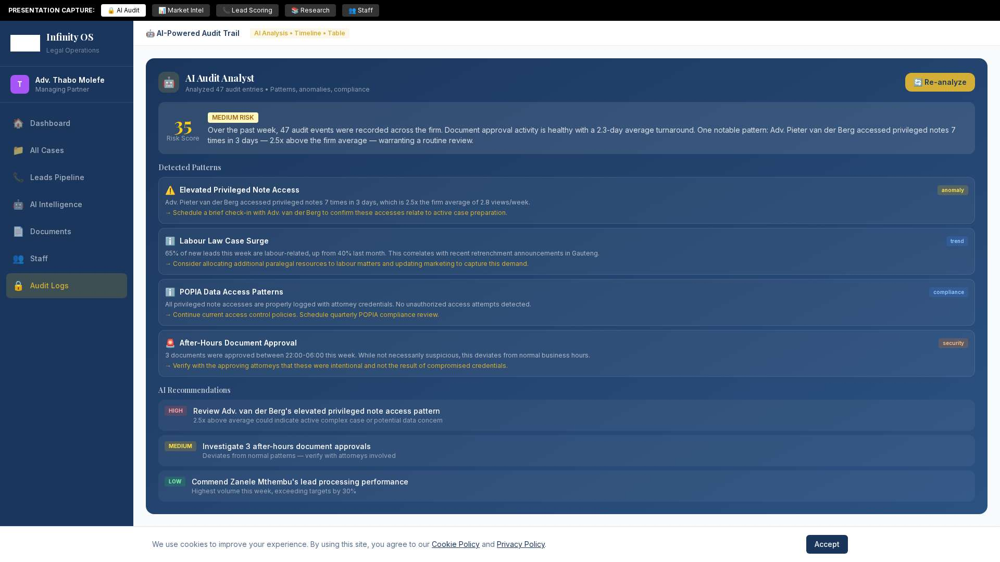 PRESENTATION CAPTURE: 🔒 AI Audit 📊 Market Intel 📞 Lead Scoring 📚 Research 👥 Staff
Infinity OS
Legal Operations
T
Adv. Thabo Molefe
Managing Partner
🏠 Dashboard
📁 All Cases
📞 Leads Pipeline
🤖 AI Intelligence
📄 Documents
👥 Staff
🔒 Audit Logs
🤖 AI-Powered Audit Trail AI Analysis • Timeline • Table
AI Audit Analyst
Analyzed 47 audit entries • Patterns, anomalies, compliance
🔄 Re-analyze
35
Risk Score
MEDIUM RISK
Over the past week, 47 audit events were recorded across the firm. Document approval activity is healthy with a 2.3-day average turnaround. One notable pattern: Adv. Pieter van der Berg accessed privileged notes 7
times in 3 days — 2.5x above the firm average — warranting a routine review.
Detected Patterns
⚠️ Elevated Privileged Note Access anomaly
Adv. Pieter van der Berg accessed privileged notes 7 times in 3 days, which is 2.5x the firm average of 2.8 views/week.
→ Schedule a brief check-in with Adv. van der Berg to confirm these accesses relate to active case preparation.
ℹ️ Labour Law Case Surge trend
65% of new leads this week are labour-related, up from 40% last month. This correlates with recent retrenchment announcements in Gauteng.
→ Consider allocating additional paralegal resources to labour matters and updating marketing to capture this demand.
ℹ️ POPIA Data Access Patterns compliance
All privileged note accesses are properly logged with attorney credentials. No unauthorized access attempts detected.
→ Continue current access control policies. Schedule quarterly POPIA compliance review.
🚨 After-Hours Document Approval security
3 documents were approved between 22:00-06:00 this week. While not necessarily suspicious, this deviates from normal business hours.
→ Verify with the approving attorneys that these were intentional and not the result of compromised credentials.
AI Recommendations
HIGH Review Adv. van der Berg's elevated privileged note access pattern
2.5x above average could indicate active complex case or potential data concern
MEDIUM Investigate 3 after-hours document approvals
Deviates from normal patterns — verify with attorneys involved
LOW Commend Zanele Mthembu's lead processing performance
Highest volume this week, exceeding targets by 30%
We use cookies to improve your experience. By using this site, you agree to our Cookie Policy and Privacy Policy.
Accept